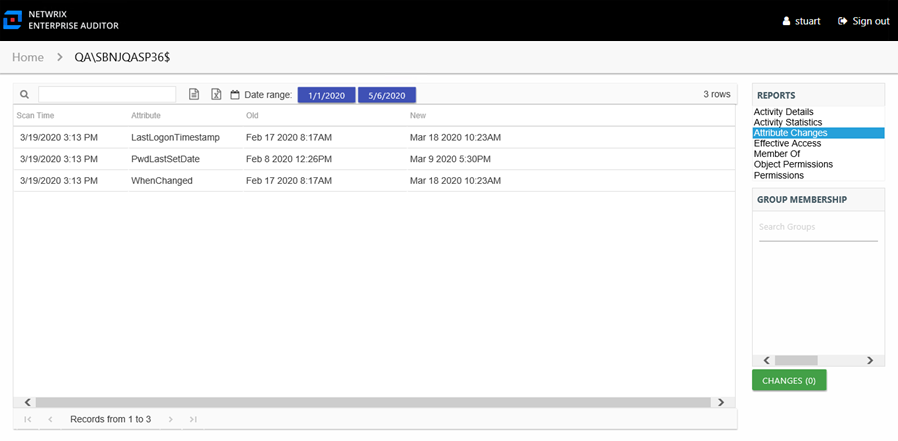 NETWRIX
ENTERPRISE AUDITOR
stuart
Sign out
Home > QA\SBNJQASP36$
Date range: 1/1/2020 5/6/2020 3 rows
Scan Time Attribute Old New
3/19/2020 3:13 PM LastLogonTimestamp Feb 17 2020 8:17AM Mar 18 2020 10:23AM
3/19/2020 3:13 PM PwdLastSetDate Feb 8 2020 12:26PM Mar 9 2020 5:30PM
3/19/2020 3:13 PM WhenChanged Feb 17 2020 8:17AM Mar 18 2020 10:23AM
Records from 1 to 3
REPORTS
Activity Details
Activity Statistics
Attribute Changes
Effective Access
Member Of
Object Permissions
Permissions
GROUP MEMBERSHIP
Search Groups
CHANGES (0)